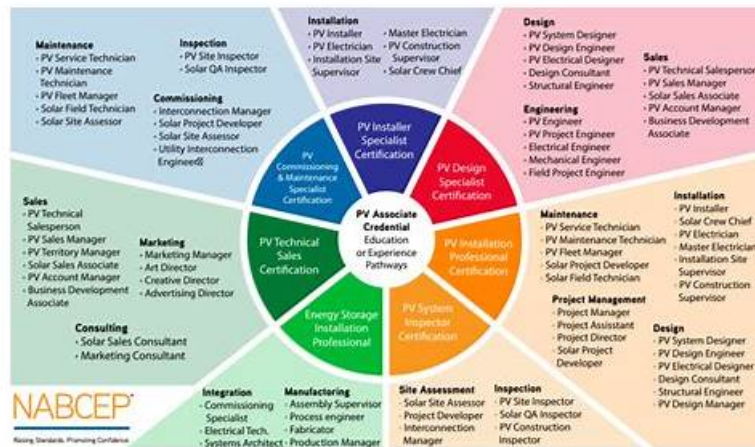 Maintenance
• PV Service Technician
• PV Maintenance
Technician
• PV Fleet Manager
• Solar Field Technician
• Solar Site Assessor
Inspection
• PV Site Inspector
• Solar QA Inspector
Commissioning
• Interconnection Manager
• Solar Project Developer
• Solar Site Assessor
• Utility Interconnection
Engineer
Installation
• PV Installer
• PV Electrician
• Installation Site
Supervisor
• Master Electrician
• PV Construction
Supervisor
• Solar Crew Chief
Design
• PV System Designer
• PV Design Engineer
• PV Electrical Designer
• Design Consultant
• Structural Engineer
Engineering
• PV Engineer
• PV Project Engineer
• Electrical Engineer
• Mechanical Engineer
• Field Project Engineer
Sales
• PV Technical Salesperson
• PV Sales Manager
• Solar Sales Associate
• PV Account Manager
• Business Development
Associate
PV
Commissioning
& Maintenance
Specialist
Certification
PV Installer
Specialist
Certification
PV Design
Specialist
Certification
PV Technical
Sales
Certification
PV Associate
Credential
Education
or Experience
Pathways
PV Installation
Professional
Certification
Energy Storage
Installation
Professional
PV System
Inspector
Certification
Sales
• PV Technical
Salesperson
• PV Sales Manager
• PV Territory Manager
• Solar Sales Associate
• PV Account Manager
• Business Development
Associate
Marketing
• Marketing Manager
• Art Director
• Creative Director
• Advertising Director
Consulting
• Solar Sales Consultant
• Marketing Consultant
Maintenance
• PV Service Technician
• PV Maintenance Technician
• PV Fleet Manager
• Solar Project Developer
• Solar Field Technician
Installation
• PV Installer
• Solar Crew Chief
• PV Electrician
• Master Electrician
• Installation Site
Supervisor
• PV Construction
Supervisor
Project Management
• Project Manager
• Project Assistant
• Project Director
• Solar Project
Developer
Design
• PV System Designer
• PV Design Engineer
• PV Electrical Designer
• Design Consultant
• Structural Engineer
• PV Design Manager
Integration
• Commissioning
Specialist
• Electrical Tech.
• Systems Architect
Manufacturing
• Assembly Supervisor
• Process engineer
• Fabricator
• Production Manager
Site Assessment
• Solar Site Assessor
• Project Developer
• Interconnection
Manager
Inspection
• PV Site Inspector
• Solar QA Inspector
• PV Construction
Inspector
NABCEP
Raising Standards. Promoting Confidence.